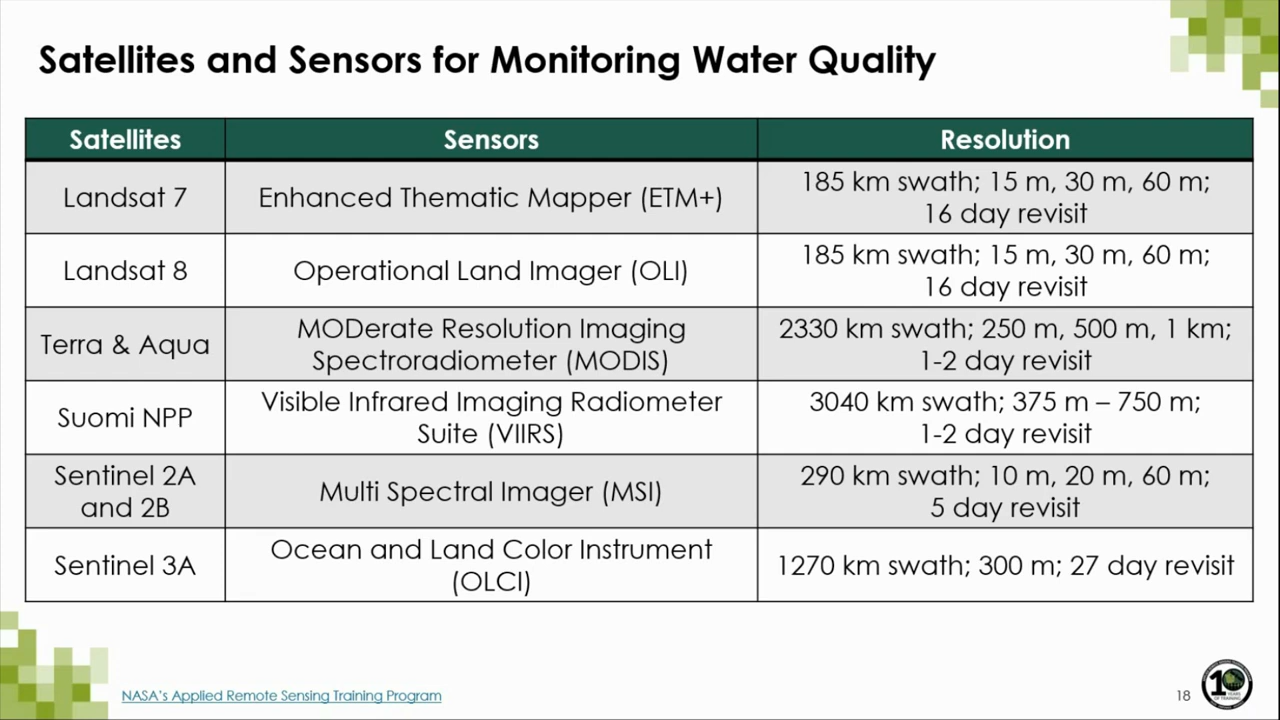 Satellites and Sensors for Monitoring Water Quality
Satellites
Sensors
Resolution
Landsat 7
Enhanced Thematic Mapper (ETM+)
185 km swath; 15 m, 30 m, 60 m;
16 day revisit
Landsat 8
Operational Land Imager (OLI)
185 km swath; 15 m, 30 m, 60 m;
16 day revisit
Terra & Aqua
MODerate Resolution Imaging
Spectroradiometer (MODIS)
2330 km swath; 250 m, 500 m, 1 km;
1-2 day revisit
Suomi NPP
Visible Infrared Imaging Radiometer
Suite (VIIRS)
3040 km swath; 375 m – 750 m;
1-2 day revisit
Sentinel 2A
and 2B
Multi Spectral Imager (MSI)
290 km swath; 10 m, 20 m, 60 m;
5 day revisit
Sentinel 3A
Ocean and Land Color Instrument
(OLCI)
1270 km swath; 300 m; 27 day revisit
NASA's Applied Remote Sensing Training Program
18
10
YEARS
OF TRAINING